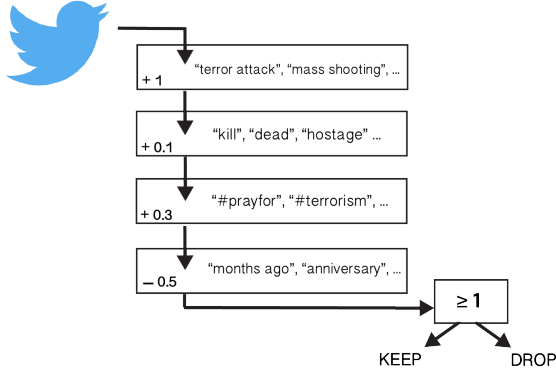 “terror attack”, “mass shooting”, ...
+ 1
“kill”, “dead”, “hostage” ...
+ 0.1
“#prayfor”, “#terrorism”, ...
+ 0.3
“months ago”, “anniversary”, ...
– 0.5
≥ 1
KEEP DROP